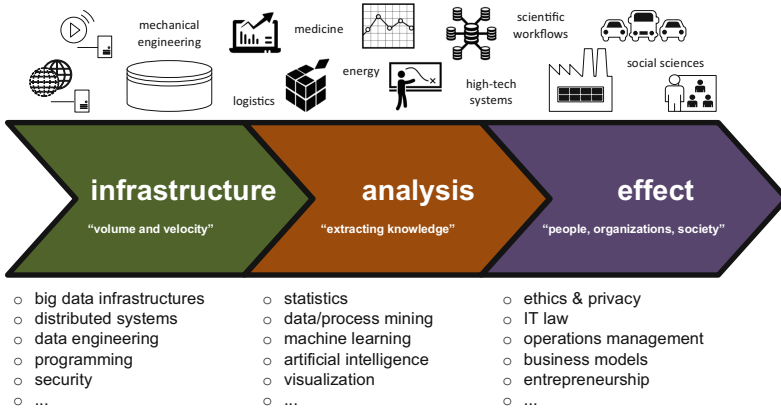 mechanical
engineering
medicine
scientific
workflows
logistics
energy
high-tech
systems
social sciences
infrastructure
analysis
effect
“volume and velocity”
“extracting knowledge”
“people, organizations, society”
o big data infrastructures
o distributed systems
o data engineering
o programming
o security
o ...
o statistics
o data/process mining
o machine learning
o artificial intelligence
o visualization
o ...
o ethics & privacy
o IT law
o operations management
o business models
o entrepreneurship
o ...